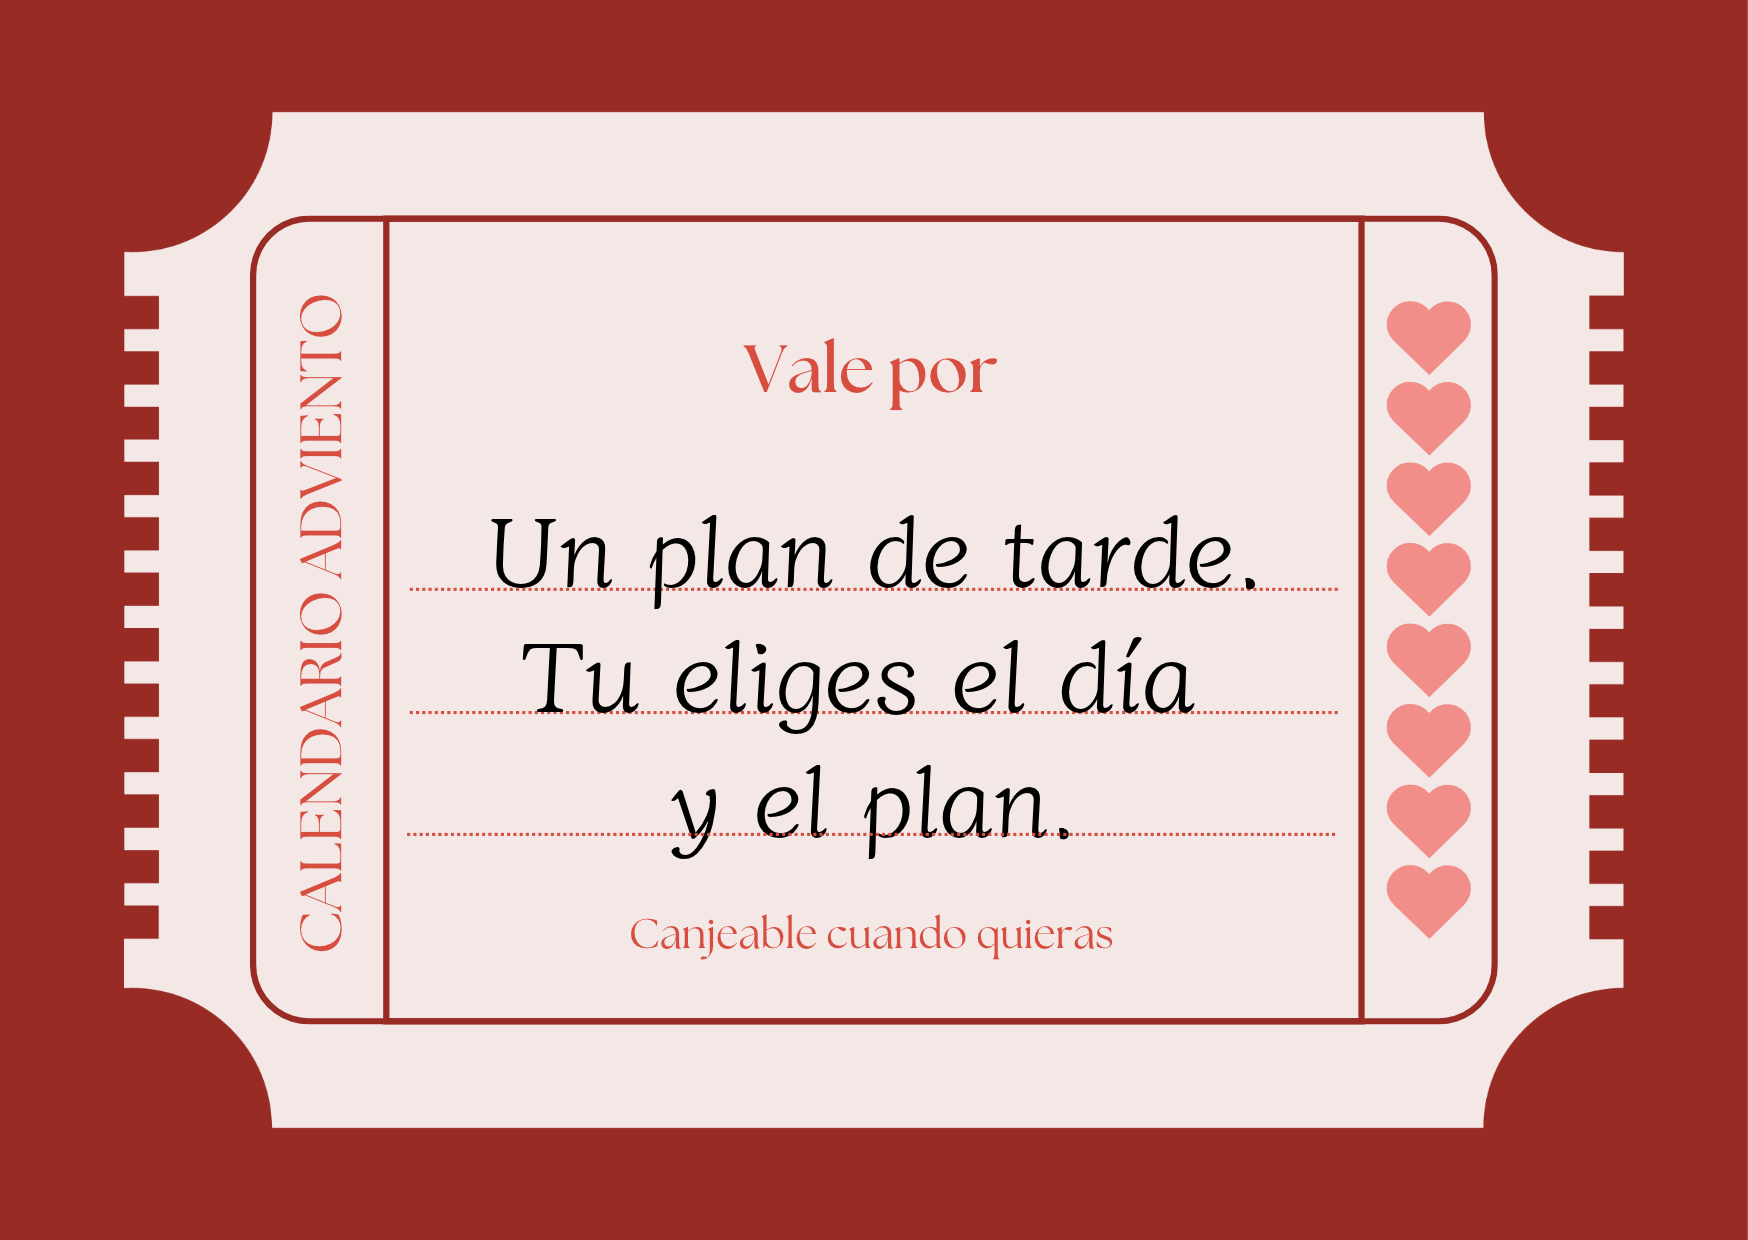 CALENDARIO ADVIENTO
Vale por
Un plan de tarde.
Tu eliges el día
y el plan.
Canjeable cuando quieras